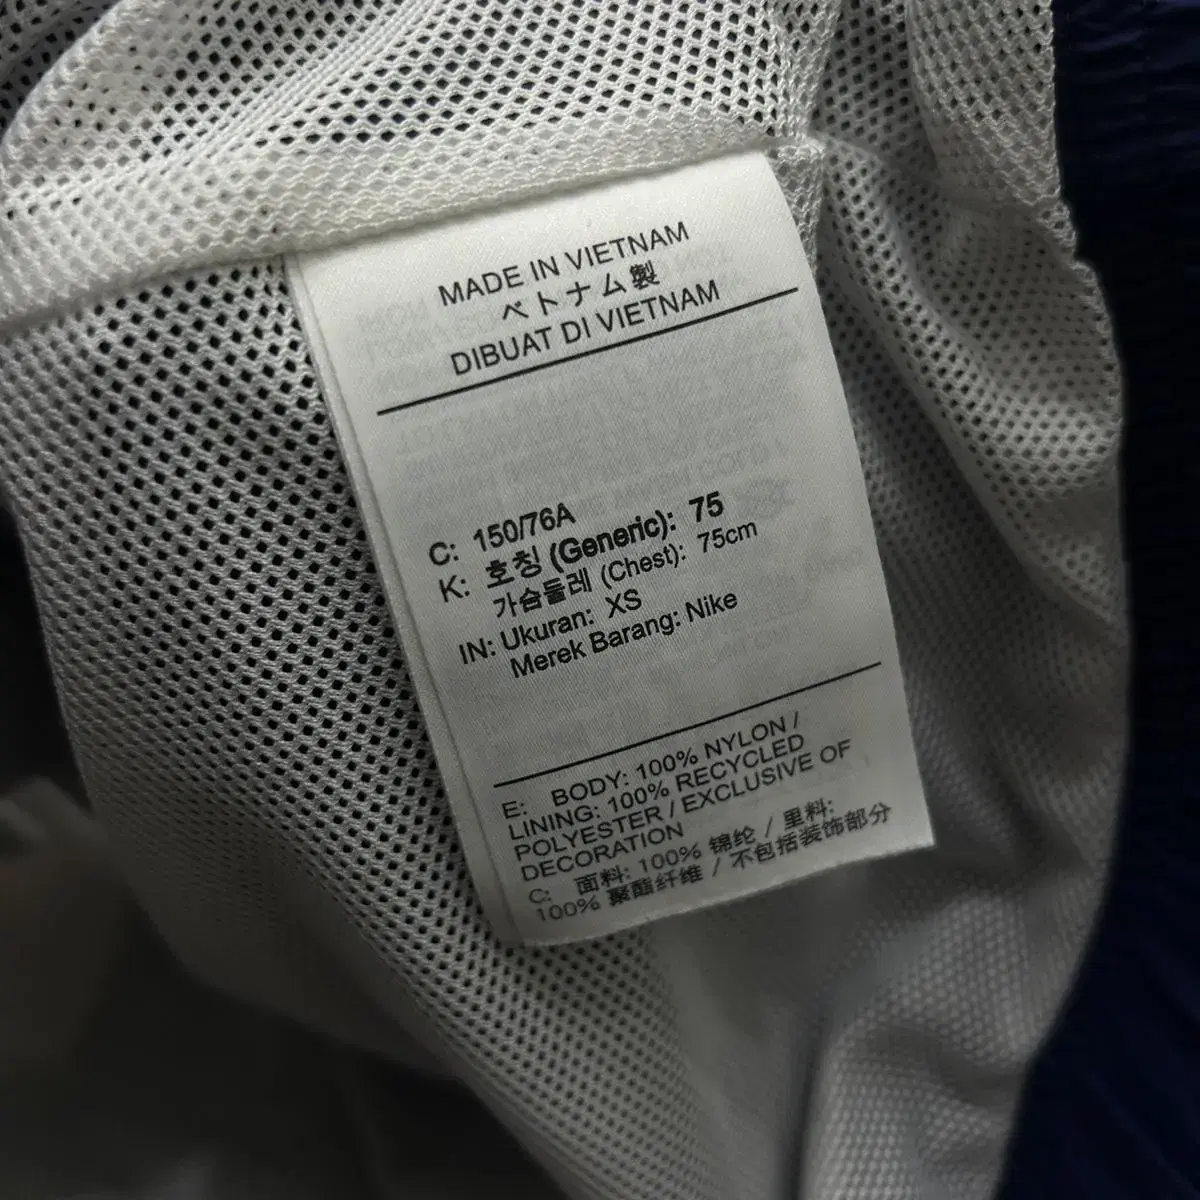 MADE IN VIETNAM
ベトナム製
DIBUAT DI VIETNAM
C: 150/76A
K: 호칭 (Generic): 75
가슴둘레 (Chest): 75cm
IN: Ukuran: XS
Merek Barang: Nike
E: BODY: 100% NYLON /
LINING: 100% RECYCLED
POLYESTER / EXCLUSIVE OF
DECORATION
C: 面料: 100% 锦纶 / 里料:
100% 聚酯纤维 / 不包括装饰部分